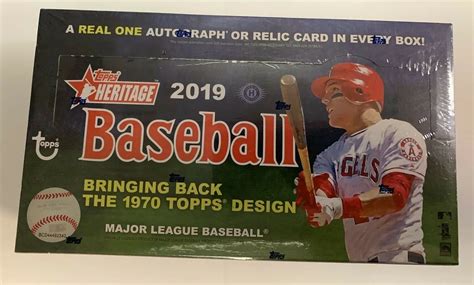 A REAL ONE AUTOGRAPH OR RELIC CARD IN EVERY BOX!
Topps HERITAGE 2019
topps Baseball
ANGELS
BRINGING BACK
THE 1970 TOPPS DESIGN
MAJOR LEAGUE BASEBALL®